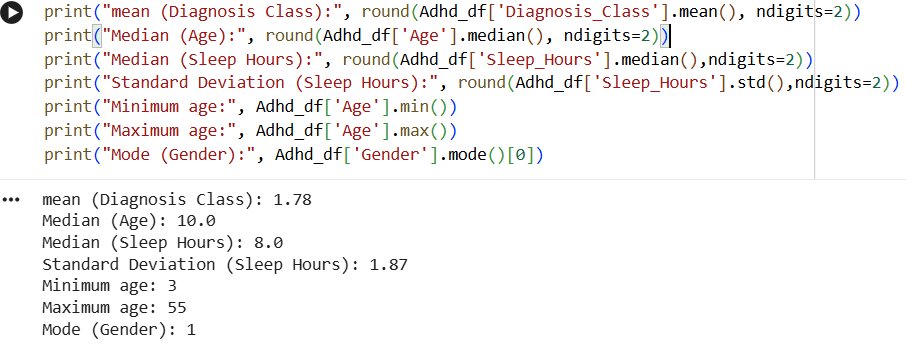 print("mean (Diagnosis Class):", round(Adhd_df['Diagnosis_Class'].mean(), ndigits=2))
print("Median (Age):", round(Adhd_df['Age'].median(), ndigits=2))
print("Median (Sleep Hours):", round(Adhd_df['Sleep_Hours'].median(),ndigits=2))
print("Standard Deviation (Sleep Hours):", round(Adhd_df['Sleep_Hours'].std(),ndigits=2))
print("Minimum age:", Adhd_df['Age'].min())
print("Maximum age:", Adhd_df['Age'].max())
print("Mode (Gender):", Adhd_df['Gender'].mode()[0])
mean (Diagnosis Class): 1.78
Median (Age): 10.0
Median (Sleep Hours): 8.0
Standard Deviation (Sleep Hours): 1.87
Minimum age: 3
Maximum age: 55
Mode (Gender): 1